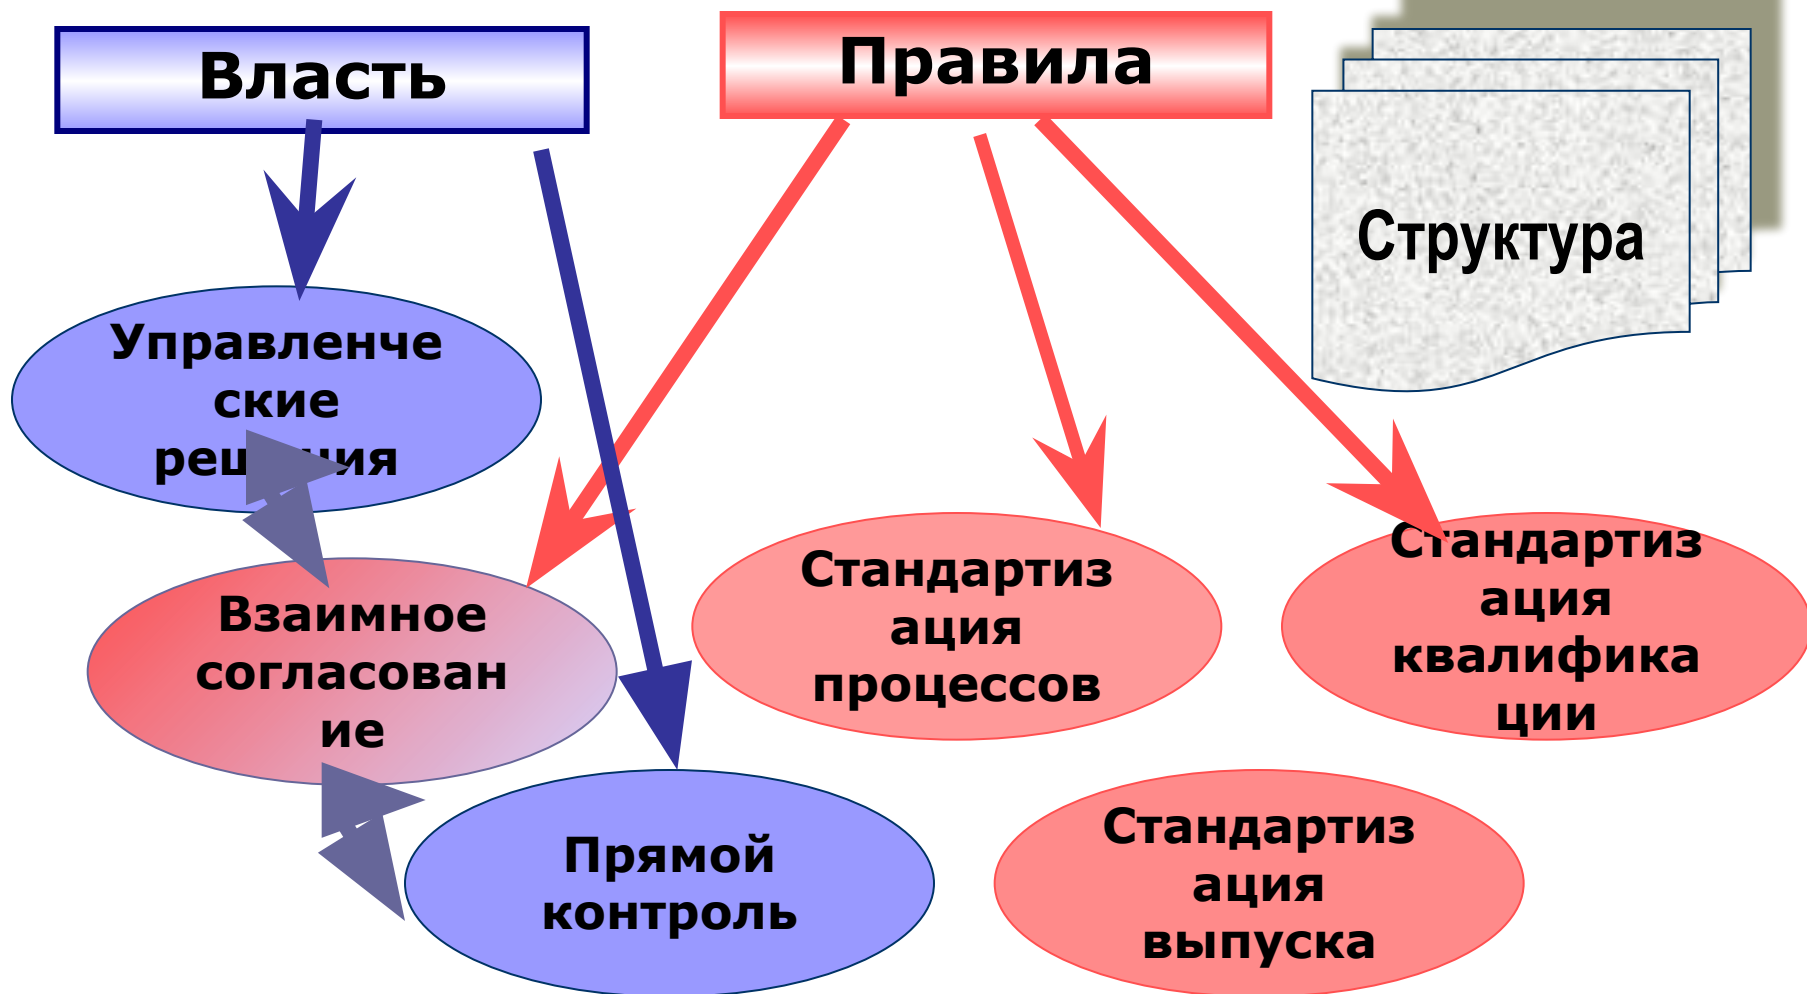 Власть
Правила
Структура
Управленче
ские
решения
Взаимное
согласован
ие
Прямой
контроль
Стандартиз
ация
процессов
Стандартиз
ация
квалифика
ции
Стандартиз
ация
выпуска